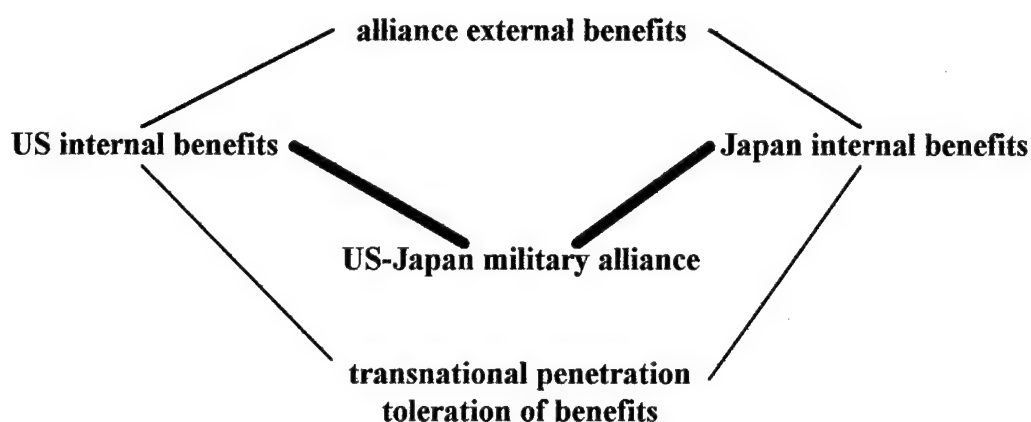 alliance external benefits
US internal benefits
Japan internal benefits
US-Japan military alliance
transnational penetration
toleration of benefits